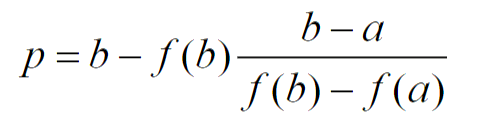 p = b − f(b) (b − a) / (f(b) − f(a))